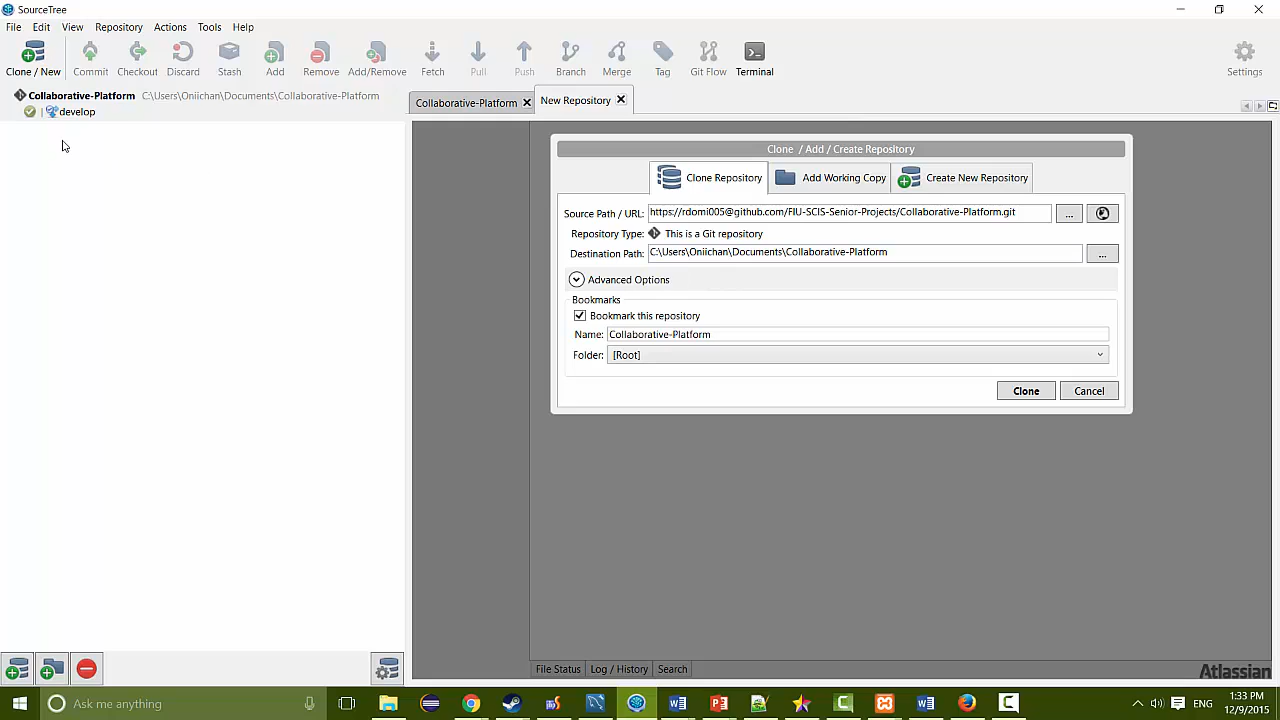 SourceTree
File Edit View Repository Actions Tools Help
Clone / New Commit Checkout Discard Stash Add Remove Add/Remove Fetch Pull Push Branch Merge Tag Git Flow Terminal Settings
Collaborative-Platform C:\Users\Oniichan\Documents\Collaborative-Platform
develop
Collaborative-Platform New Repository
Clone / Add / Create Repository
Clone Repository Add Working Copy Create New Repository
Source Path / URL: https://rdomi005@github.com/FIU-SCIS-Senior-Projects/Collaborative-Platform.git ...
Repository Type: This is a Git repository
Destination Path: C:\Users\Oniichan\Documents\Collaborative-Platform ...
Advanced Options
Bookmarks
Bookmark this repository
Name: Collaborative-Platform
Folder: [Root]
Clone Cancel
File Status Log / History Search Atlassian
Ask me anything
ENG
1:33 PM
12/9/2015